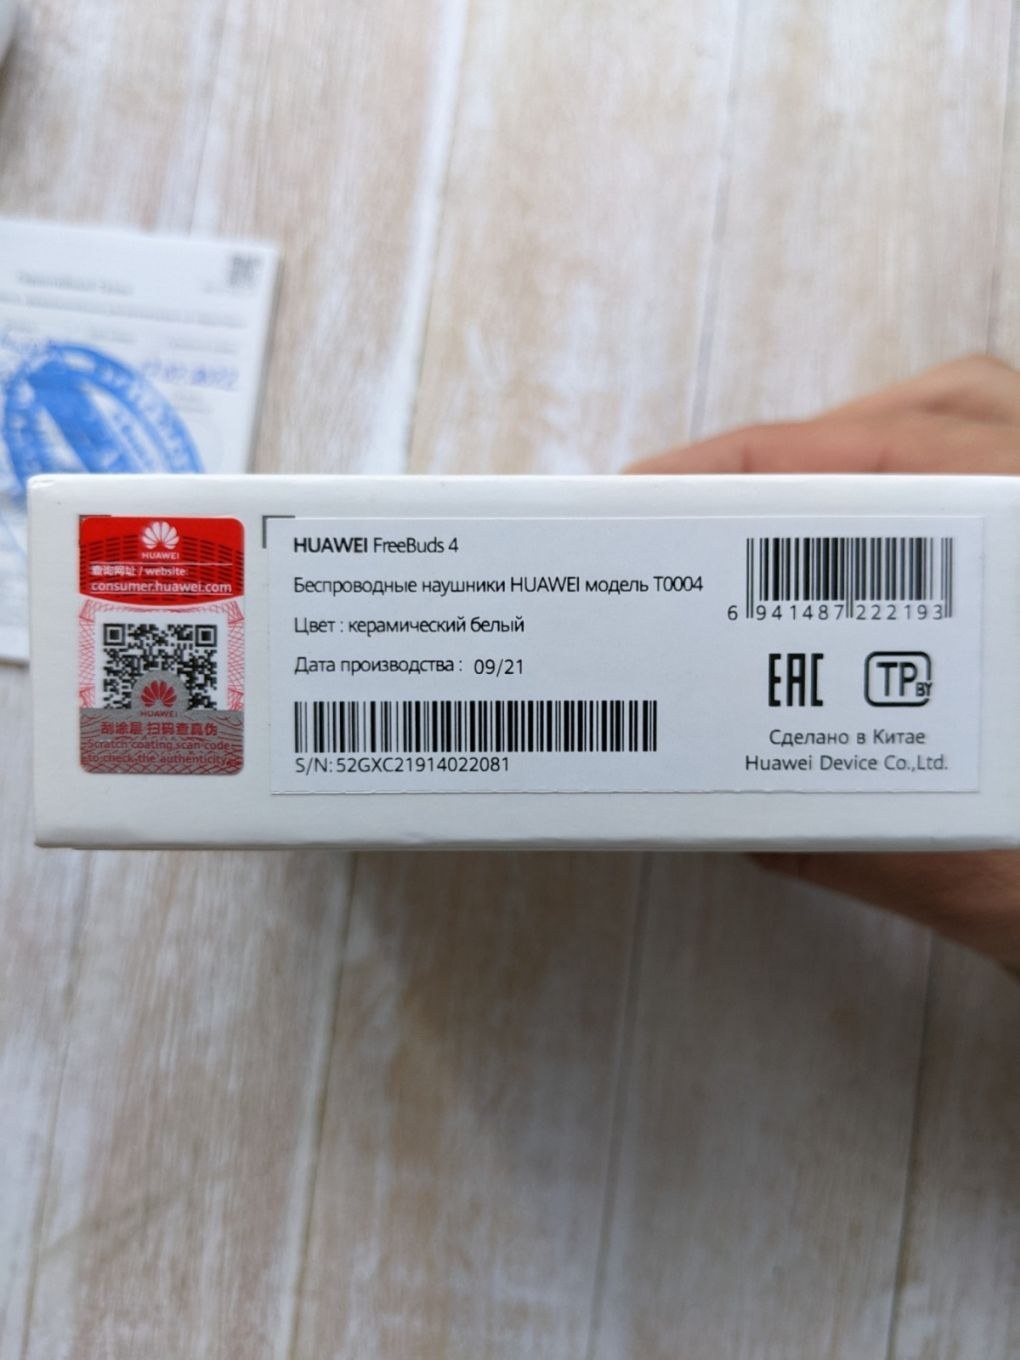 HUAWEI
查询网址 / website:
consumer.huawei.com
HUAWEI
刮涂层 扫码查真伪
Scratch coating,scan code
to check the authenticity
HUAWEI FreeBuds 4
Беспроводные наушники HUAWEI модель T0004
Цвет : керамический белый
Дата производства : 09/21
S/N:52GXC21914022081
6 941487 222193
EAC
TP BY
Сделано в Китае
Huawei Device Co.,Ltd.